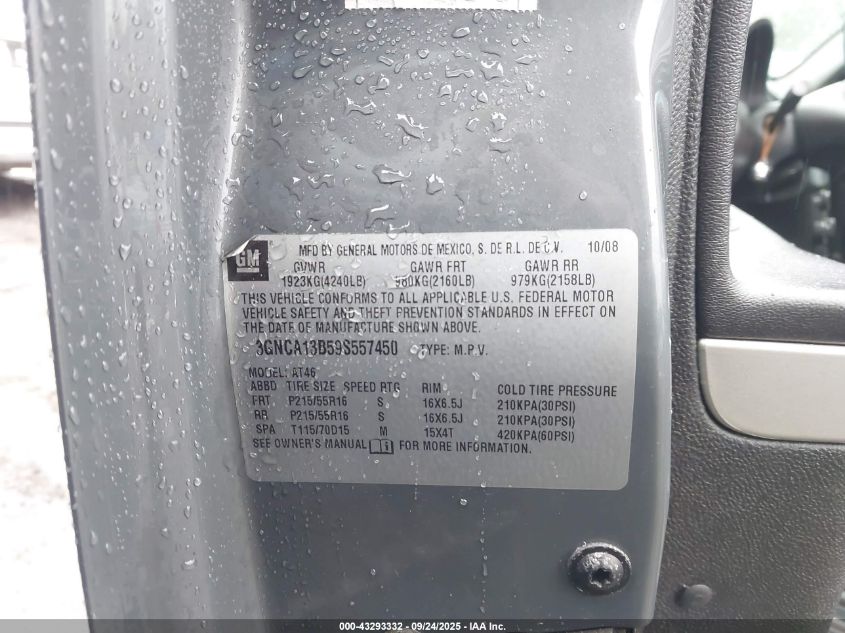 GM
MFD BY GENERAL MOTORS DE MEXICO, S. DE R.L. DE C.V. 10/08
GVWR GAWR FRT GAWR RR
1923KG(4240LB) 980KG(2160LB) 979KG(2158LB)
THIS VEHICLE CONFORMS TO ALL APPLICABLE U.S. FEDERAL MOTOR
VEHICLE SAFETY AND THEFT PREVENTION STANDARDS IN EFFECT ON
THE DATE OF MANUFACTURE SHOWN ABOVE.
3GNCA13B59S557450 TYPE: M.P.V.
MODEL: AT46
ABBD TIRE SIZE SPEED RTG RIM COLD TIRE PRESSURE
FRT P215/55R16 S 16X6.5J 210KPA(30PSI)
RR P215/55R16 S 16X6.5J 210KPA(30PSI)
SPA T115/70D15 M 15X4T 420KPA(60PSI)
SEE OWNER'S MANUAL i FOR MORE INFORMATION.
000-43293332 - 09/24/2025 - IAA Inc.